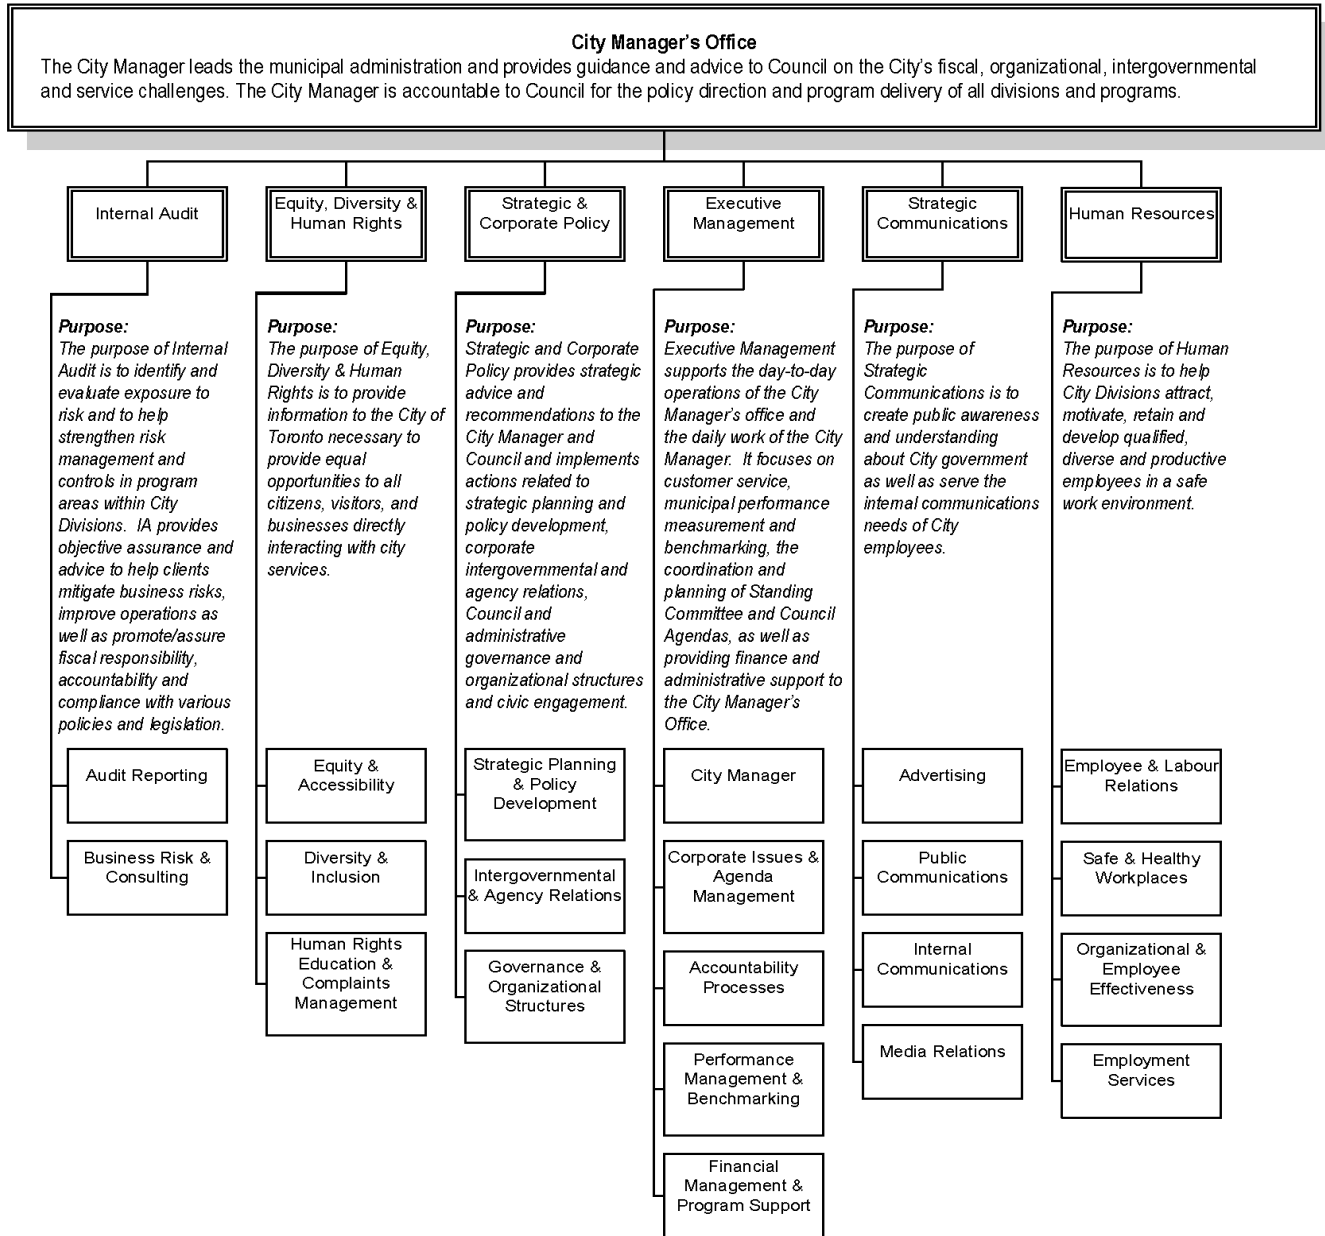 City Manager's Office
The City Manager leads the municipal administration and provides guidance and advice to Council on the City's fiscal, organizational, intergovernmental
and service challenges. The City Manager is accountable to Council for the policy direction and program delivery of all divisions and programs.
Internal Audit
Equity, Diversity &
Human Rights
Strategic &
Corporate Policy
Executive
Management
Strategic
Communications
Human Resources
Purpose:
The purpose of Internal
Audit is to identify and
evaluate exposure to
risk and to help
strengthen risk
management and
controls in program
areas within City
Divisions. IA provides
objective assurance and
advice to help clients
mitigate business risks,
improve operations as
well as promote/assure
fiscal responsibility,
accountability and
compliance with various
policies and legislation.
Audit Reporting
Business Risk &
Consulting
Purpose:
The purpose of Equity,
Diversity & Human
Rights is to provide
information to the City of
Toronto necessary to
provide equal
opportunities to all
citizens, visitors, and
businesses directly
interacting with city
services.
Equity &
Accessibility
Diversity &
Inclusion
Human Rights
Education &
Complaints
Management
Purpose:
Strategic and Corporate
Policy provides strategic
advice and
recommendations to the
City Manager and
Council and implements
actions related to
strategic planning and
policy development,
corporate
intergovernmental and
agency relations,
Council and
administrative
governance and
organizational structures
and civic engagement.
Strategic Planning
& Policy
Development
Intergovernmental
& Agency Relations
Governance &
Organizational
Structures
Purpose:
Executive Management
supports the day-to-day
operations of the City
Manager's office and
the daily work of the City
Manager. It focuses on
customer service,
municipal performance
measurement and
benchmarking, the
coordination and
planning of Standing
Committee and Council
Agendas, as well as
providing finance and
administrative support to
the City Manager's
Office.
City Manager
Corporate Issues &
Agenda
Management
Accountability
Processes
Performance
Management &
Benchmarking
Financial
Management &
Program Support
Purpose:
The purpose of
Strategic
Communications is to
create public awareness
and understanding
about City government
as well as serve the
internal communications
needs of City
employees.
Advertising
Public
Communications
Internal
Communications
Media Relations
Purpose:
The purpose of Human
Resources is to help
City Divisions attract,
motivate, retain and
develop qualified,
diverse and productive
employees in a safe
work environment.
Employee & Labour
Relations
Safe & Healthy
Workplaces
Organizational &
Employee
Effectiveness
Employment
Services